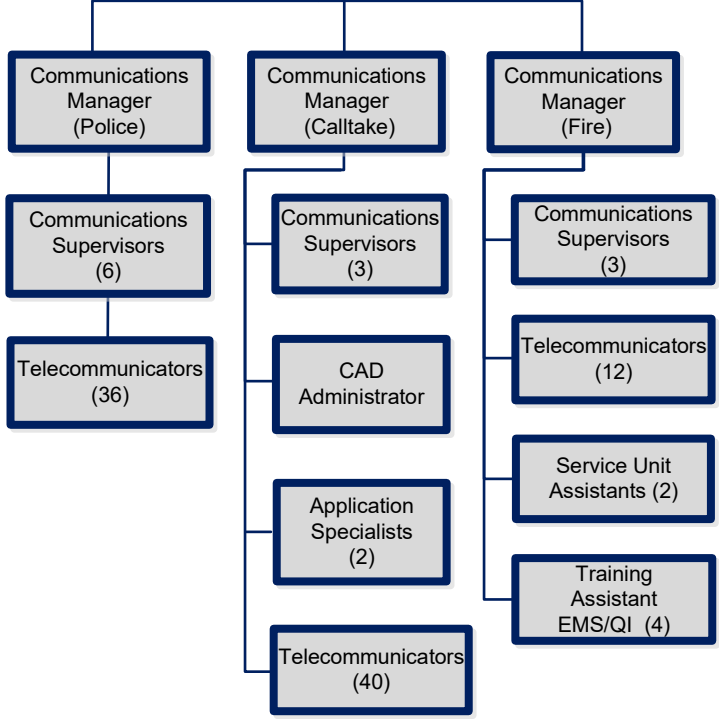 Communications
Manager
(Police)
Communications
Supervisors
(6)
Telecommunicators
(36)
Communications
Manager
(Calltake)
Communications
Supervisors
(3)
CAD
Administrator
Application
Specialists
(2)
Telecommunicators
(40)
Communications
Manager
(Fire)
Communications
Supervisors
(3)
Telecommunicators
(12)
Service Unit
Assistants (2)
Training
Assistant
EMS/QI  (4)